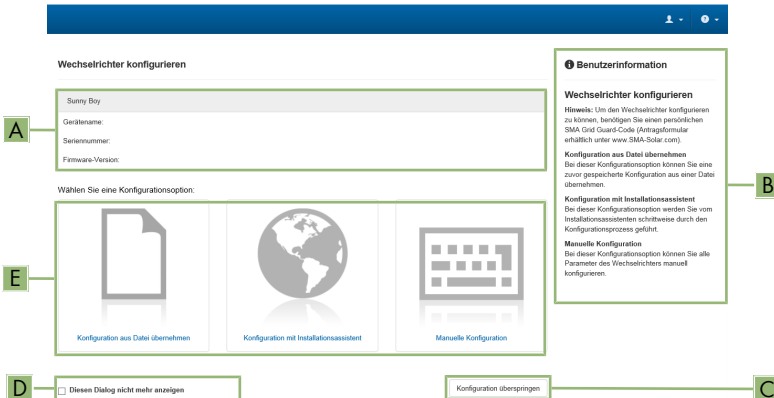 Wechselrichter konfigurieren
A
Sunny Boy
Gerätename:
Seriennummer:
Firmware-Version:
Wählen Sie eine Konfigurationsoption:
E
Konfiguration aus Datei übernehmen
Konfiguration mit Installationsassistent
Manuelle Konfiguration
D
Diesen Dialog nicht mehr anzeigen
Konfiguration überspringen
C
Benutzerinformation
Wechselrichter konfigurieren
Hinweis: Um den Wechselrichter konfigurieren
zu können, benötigen Sie einen persönlichen
SMA Grid Guard-Code (Antragsformular
erhältlich unter www.SMA-Solar.com).
Konfiguration aus Datei übernehmen
Bei dieser Konfigurationsoption können Sie eine
zuvor gespeicherte Konfiguration aus einer Datei
übernehmen.
Konfiguration mit Installationsassistent
Bei dieser Konfigurationsoption werden Sie vom
Installationsassistenten schrittweise durch den
Konfigurationsprozess geführt.
Manuelle Konfiguration
Bei dieser Konfigurationsoption können Sie alle
Parameter des Wechselrichters manuell
konfigurieren.
B